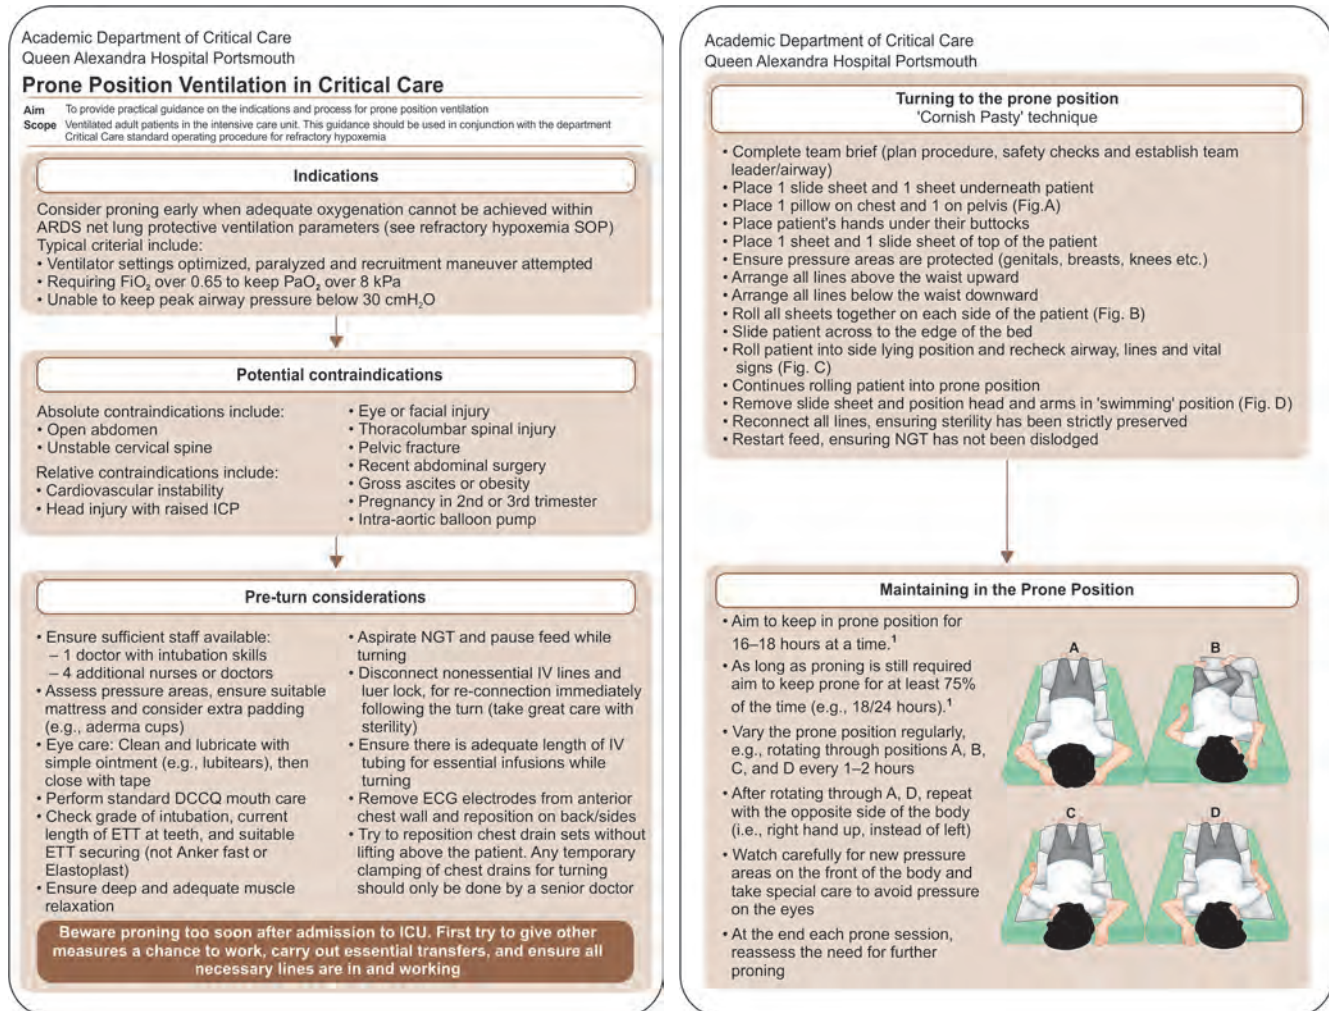 Academic Department of Critical Care
Queen Alexandra Hospital Portsmouth
Prone Position Ventilation in Critical Care
Aim To provide practical guidance on the indications and process for prone position ventilation
Scope Ventilated adult patients in the intensive care unit. This guidance should be used in conjunction with the department
Critical Care standard operating procedure for refractory hypoxemia
Indications
Consider proning early when adequate oxygenation cannot be achieved within
ARDS net lung protective ventilation parameters (see refractory hypoxemia SOP)
Typical criterial include:
• Ventilator settings optimized, paralyzed and recruitment maneuver attempted
• Requiring FiO₂ over 0.65 to keep PaO₂ over 8 kPa
• Unable to keep peak airway pressure below 30 cmH₂O
Potential contraindications
Absolute contraindications include:
• Open abdomen
• Unstable cervical spine
Relative contraindications include:
• Cardiovascular instability
• Head injury with raised ICP
• Eye or facial injury
• Thoracolumbar spinal injury
• Pelvic fracture
• Recent abdominal surgery
• Gross ascites or obesity
• Pregnancy in 2nd or 3rd trimester
• Intra-aortic balloon pump
Pre-turn considerations
• Ensure sufficient staff available:
– 1 doctor with intubation skills
– 4 additional nurses or doctors
• Assess pressure areas, ensure suitable
mattress and consider extra padding
(e.g., aderma cups)
• Eye care: Clean and lubricate with
simple ointment (e.g., lubitears), then
close with tape
• Perform standard DCCQ mouth care
• Check grade of intubation, current
length of ETT at teeth, and suitable
ETT securing (not Anker fast or
Elastoplast)
• Ensure deep and adequate muscle
relaxation
• Aspirate NGT and pause feed while
turning
• Disconnect nonessential IV lines and
luer lock, for re-connection immediately
following the turn (take great care with
sterility)
• Ensure there is adequate length of IV
tubing for essential infusions while
turning
• Remove ECG electrodes from anterior
chest wall and reposition on back/sides
• Try to reposition chest drain sets without
lifting above the patient. Any temporary
clamping of chest drains for turning
should only be done by a senior doctor
Beware proning too soon after admission to ICU. First try to give other
measures a chance to work, carry out essential transfers, and ensure all
necessary lines are in and working
Academic Department of Critical Care
Queen Alexandra Hospital Portsmouth
Turning to the prone position
'Cornish Pasty' technique
• Complete team brief (plan procedure, safety checks and establish team
leader/airway)
• Place 1 slide sheet and 1 sheet underneath patient
• Place 1 pillow on chest and 1 on pelvis (Fig.A)
• Place patient's hands under their buttocks
• Place 1 sheet and 1 slide sheet of top of the patient
• Ensure pressure areas are protected (genitals, breasts, knees etc.)
• Arrange all lines above the waist upward
• Arrange all lines below the waist downward
• Roll all sheets together on each side of the patient (Fig. B)
• Slide patient across to the edge of the bed
• Roll patient into side lying position and recheck airway, lines and vital
signs (Fig. C)
• Continues rolling patient into prone position
• Remove slide sheet and position head and arms in 'swimming' position (Fig. D)
• Reconnect all lines, ensuring sterility has been strictly preserved
• Restart feed, ensuring NGT has not been dislodged
Maintaining in the Prone Position
• Aim to keep in prone position for
16–18 hours at a time.¹
• As long as proning is still required
aim to keep prone for at least 75%
of the time (e.g., 18/24 hours).¹
• Vary the prone position regularly,
e.g., rotating through positions A, B,
C, and D every 1–2 hours
• After rotating through A, D, repeat
with the opposite side of the body
(i.e., right hand up, instead of left)
• Watch carefully for new pressure
areas on the front of the body and
take special care to avoid pressure
on the eyes
• At the end each prone session,
reassess the need for further
proning
A
B
C
D